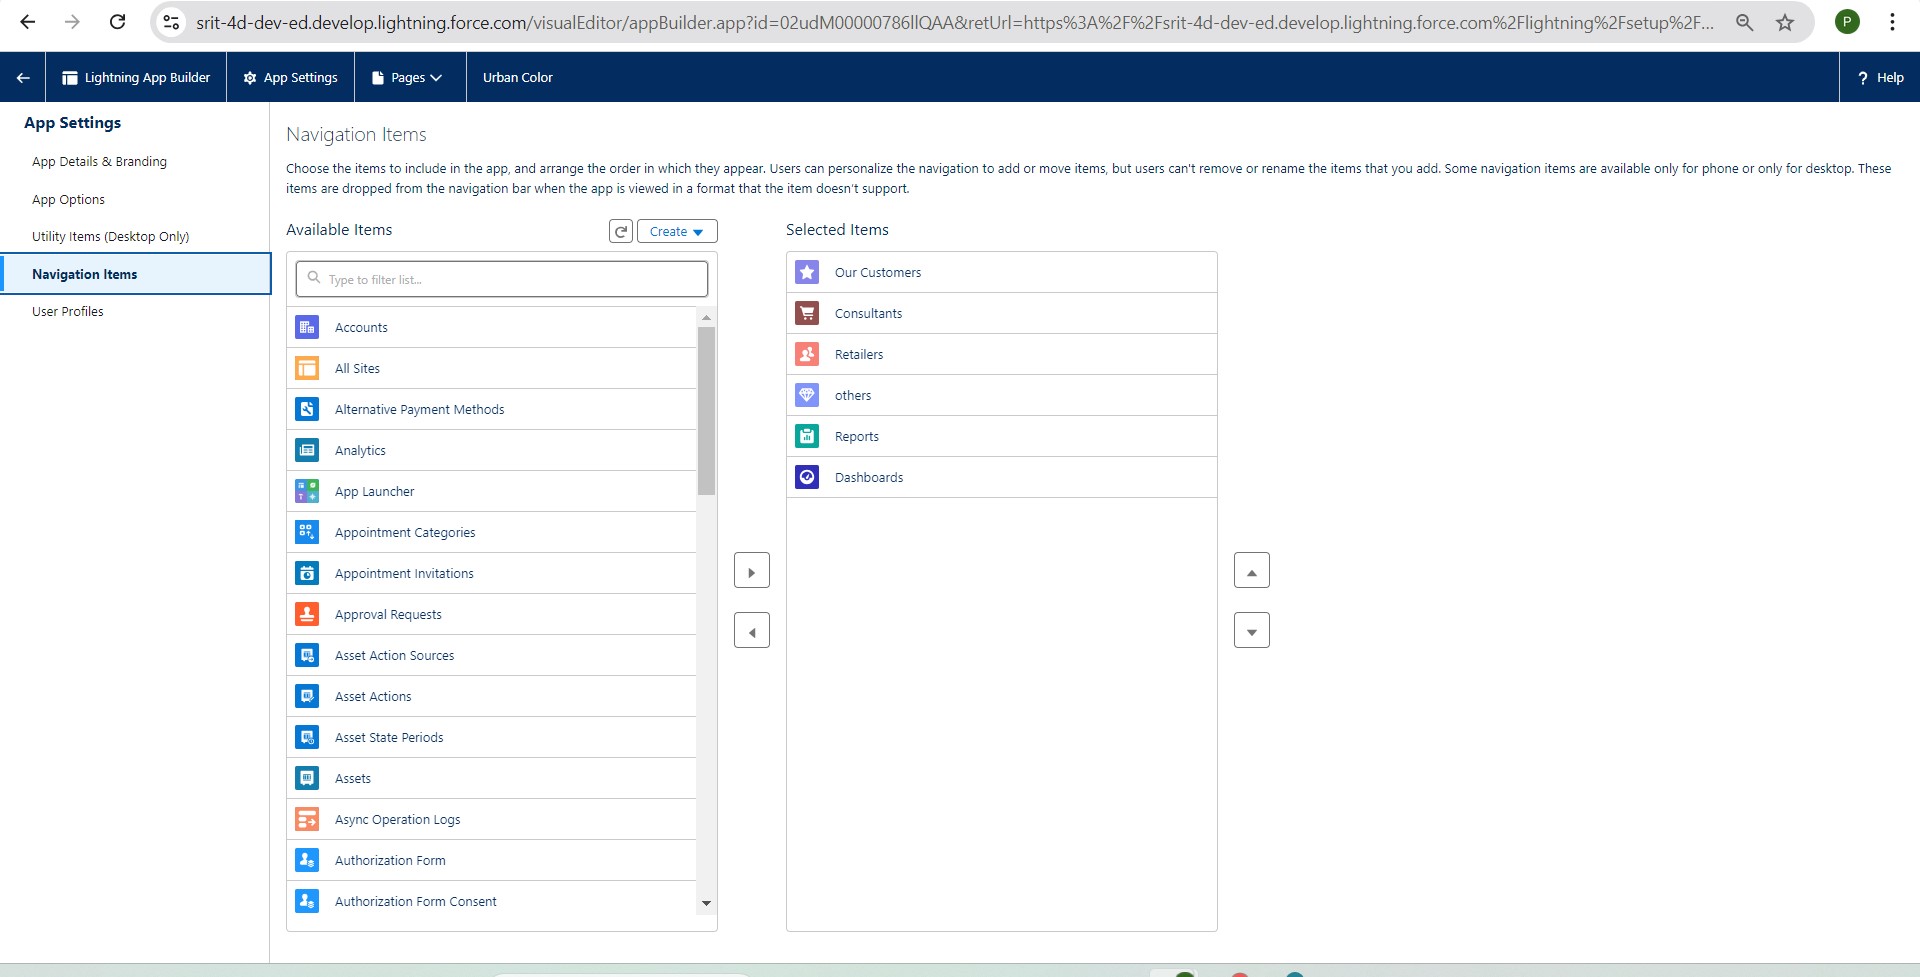 srit-4d-dev-ed.develop.lightning.force.com/visualEditor/appBuilder.app?id=02udM00000786llQAA&retUrl=https%3A%2F%2Fsrit-4d-dev-ed.develop.lightning.force.com%2Flightning%2Fsetup%2F...
P
Lightning App Builder
App Settings
Pages
Urban Color
? Help
App Settings
App Details & Branding
App Options
Utility Items (Desktop Only)
Navigation Items
User Profiles
Navigation Items
Choose the items to include in the app, and arrange the order in which they appear. Users can personalize the navigation to add or move items, but users can't remove or rename the items that you add. Some navigation items are available only for phone or only for desktop. These
items are dropped from the navigation bar when the app is viewed in a format that the item doesn't support.
Available Items
Create
Type to filter list...
Accounts
All Sites
Alternative Payment Methods
Analytics
App Launcher
Appointment Categories
Appointment Invitations
Approval Requests
Asset Action Sources
Asset Actions
Asset State Periods
Assets
Async Operation Logs
Authorization Form
Authorization Form Consent
Selected Items
Our Customers
Consultants
Retailers
others
Reports
Dashboards